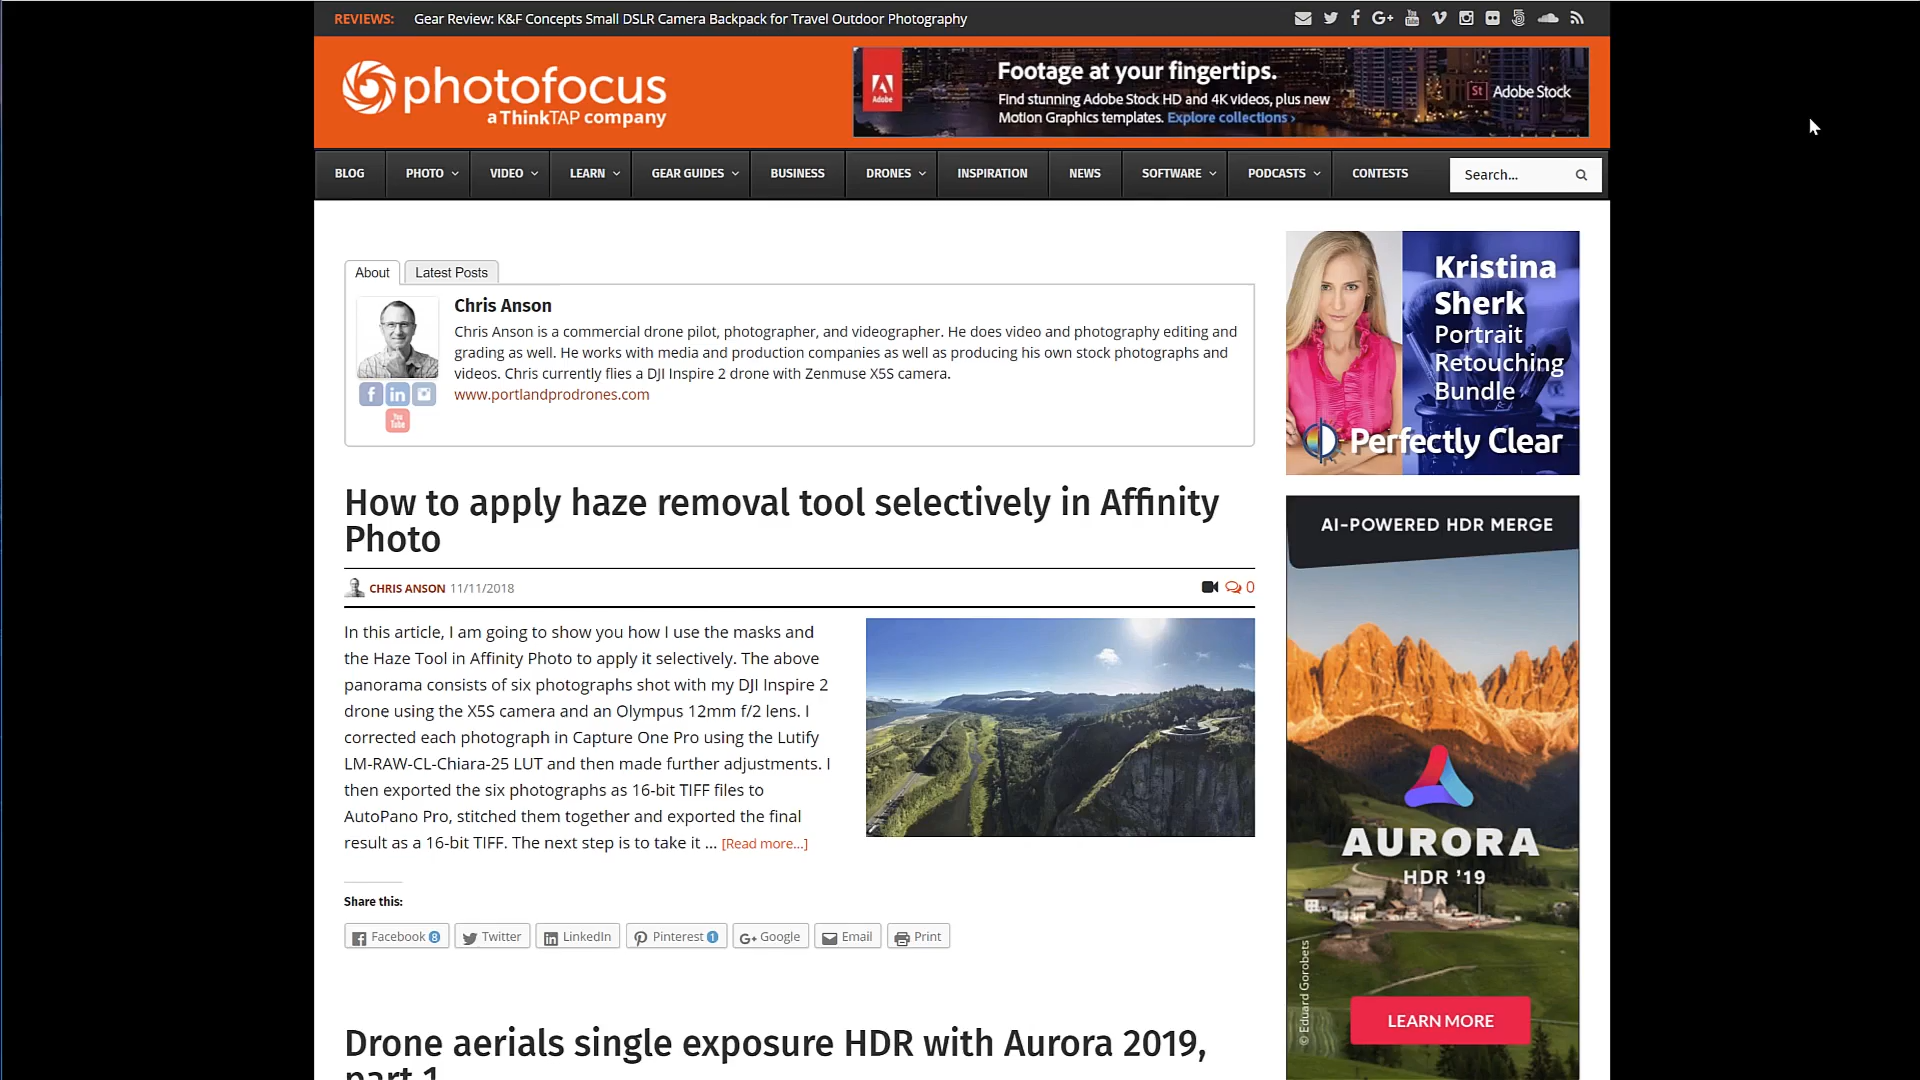 REVIEWS: Gear Review: K&F Concepts Small DSLR Camera Backpack for Travel Outdoor Photography
photofocus
a ThinkTAP company
Adobe
Footage at your fingertips.
Find stunning Adobe Stock HD and 4K videos, plus new
Motion Graphics templates. Explore collections ›
St Adobe Stock
BLOG PHOTO VIDEO LEARN GEAR GUIDES BUSINESS DRONES INSPIRATION NEWS SOFTWARE PODCASTS CONTESTS Search...
About Latest Posts
Chris Anson
Chris Anson is a commercial drone pilot, photographer, and videographer. He does video and photography editing and
grading as well. He works with media and production companies as well as producing his own stock photographs and
videos. Chris currently flies a DJI Inspire 2 drone with Zenmuse X5S camera.
www.portlandprodrones.com
You
Tube
How to apply haze removal tool selectively in Affinity
Photo
CHRIS ANSON 11/11/2018 0
In this article, I am going to show you how I use the masks and
the Haze Tool in Affinity Photo to apply it selectively. The above
panorama consists of six photographs shot with my DJI Inspire 2
drone using the X5S camera and an Olympus 12mm f/2 lens. I
corrected each photograph in Capture One Pro using the Lutify
LM-RAW-CL-Chiara-25 LUT and then made further adjustments. I
then exported the six photographs as 16-bit TIFF files to
AutoPano Pro, stitched them together and exported the final
result as a 16-bit TIFF. The next step is to take it ... [Read more...]
Share this:
Facebook 8 Twitter LinkedIn Pinterest 1 Google Email Print
Drone aerials single exposure HDR with Aurora 2019,
part 1
Kristina
Sherk
Portrait
Retouching
Bundle
Perfectly Clear
AI-POWERED HDR MERGE
AURORA
HDR '19
© Eduard Gorobets
LEARN MORE